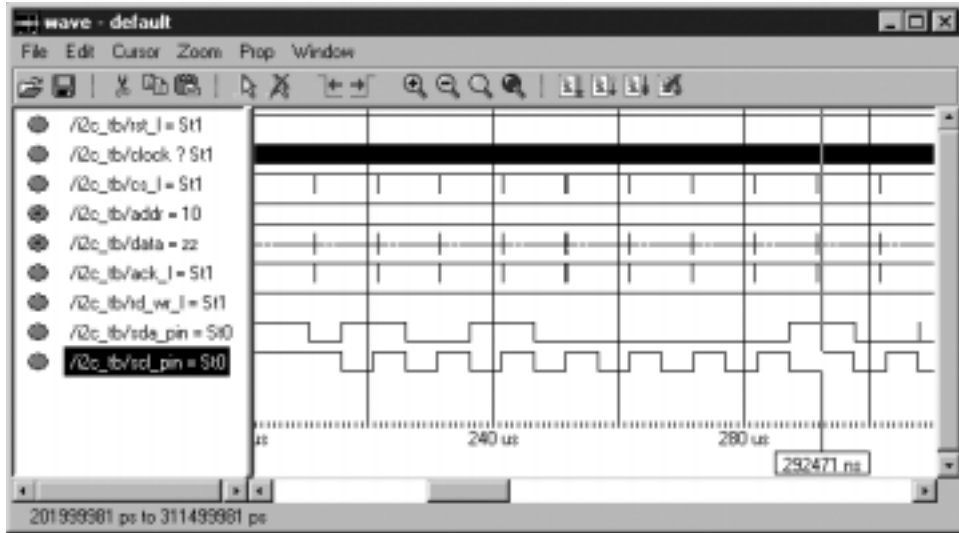 wave - default
File Edit Cursor Zoom Prop Window
/i2c_tb/rst_l = St1
/i2c_tb/clock ? St1
/i2c_tb/cs_l = St1
/i2c_tb/addr = 10
/i2c_tb/data = zz
/i2c_tb/ack_l = St1
/i2c_tb/rd_wr_l = St1
/i2c_tb/sda_pin = St0
/i2c_tb/scl_pin = St0
us 240 us 280 us
292471 ns
201999981 ps to 311499981 ps